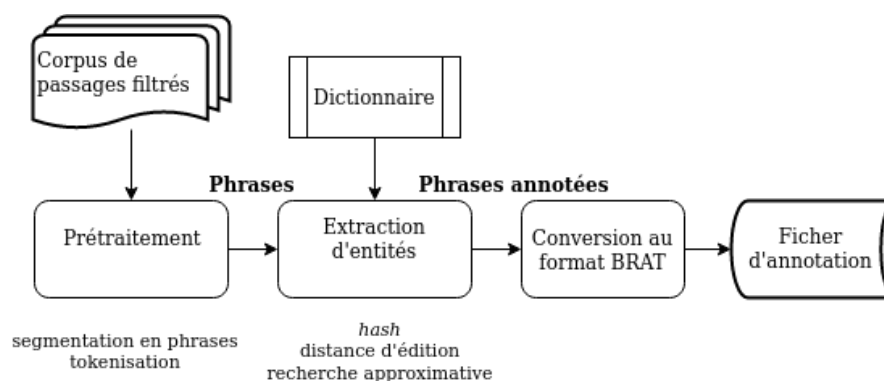 Corpus de
passages filtrés
Dictionnaire
Phrases
Phrases annotées
Prétraitement
Extraction
d'entités
Conversion au
format BRAT
Ficher
d'annotation
segmentation en phrases
tokenisation
hash
distance d'édition
recherche approximative